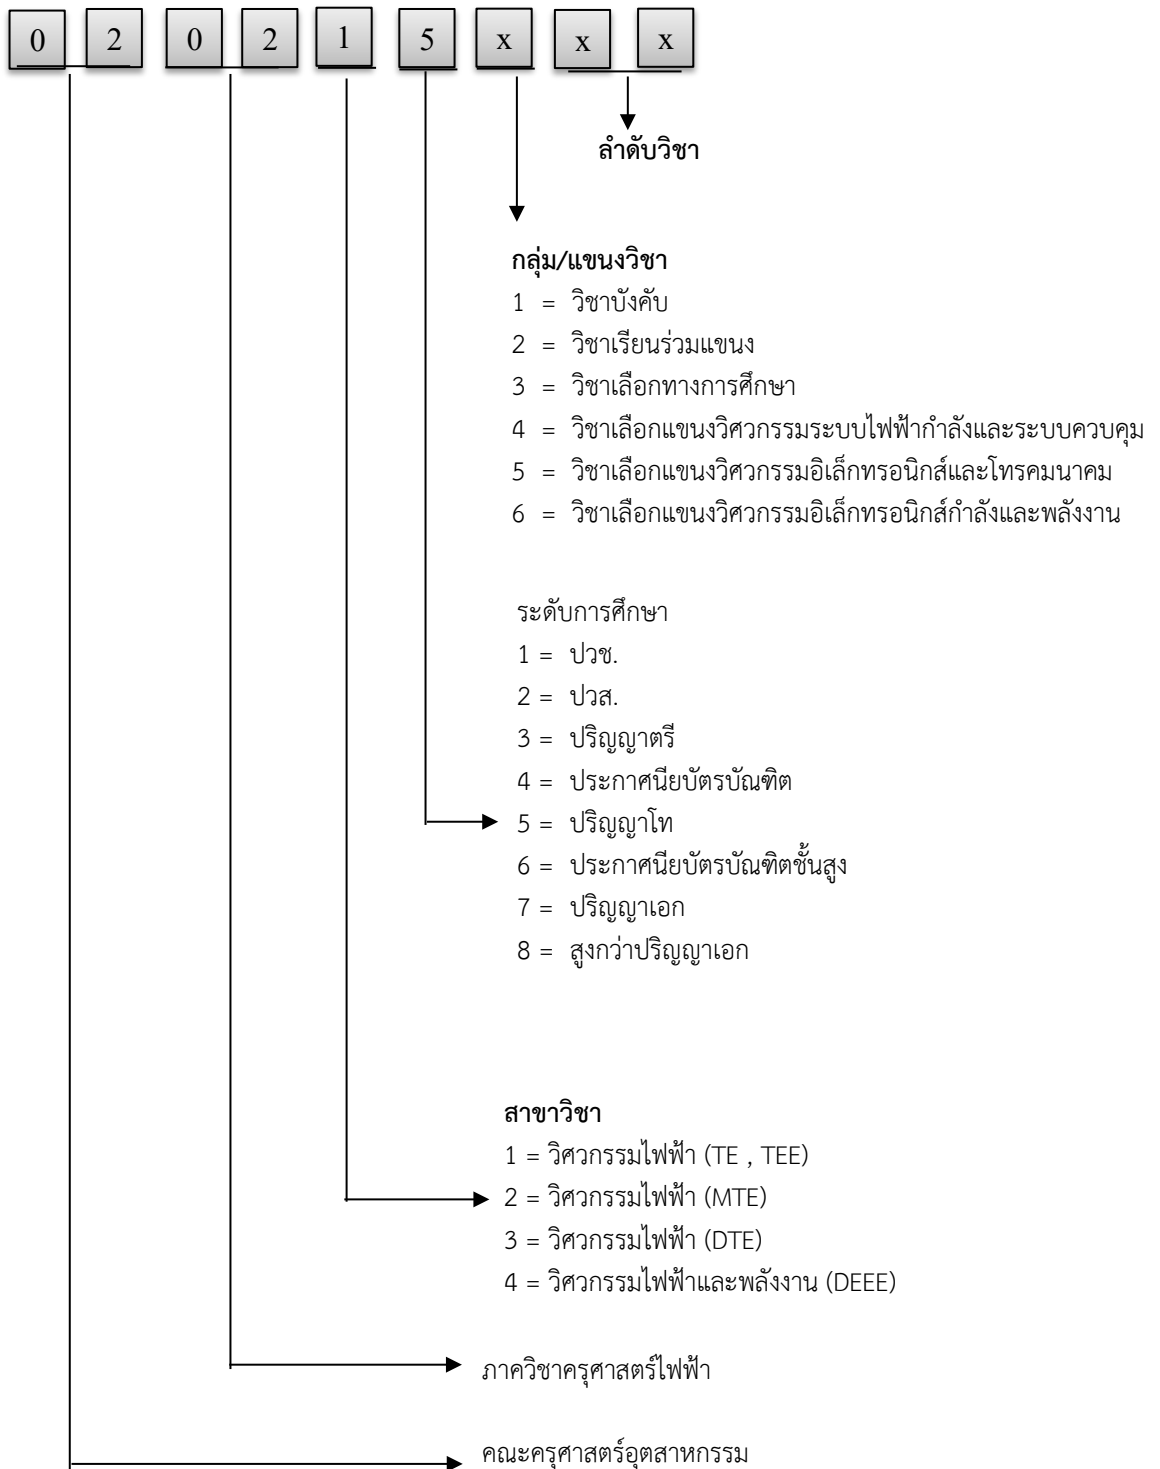 0 2 0 2 1 5 x x x
ลำดับวิชา
กลุ่ม/แขนงวิชา
1 = วิชาบังคับ
2 = วิชาเรียนร่วมแขนง
3 = วิชาเลือกทางการศึกษา
4 = วิชาเลือกแขนงวิศวกรรมระบบไฟฟ้ากำลังและระบบควบคุม
5 = วิชาเลือกแขนงวิศวกรรมอิเล็กทรอนิกส์และโทรคมนาคม
6 = วิชาเลือกแขนงวิศวกรรมอิเล็กทรอนิกส์กำลังและพลังงาน
ระดับการศึกษา
1 = ปวช.
2 = ปวส.
3 = ปริญญาตรี
4 = ประกาศนียบัตรบัณฑิต
5 = ปริญญาโท
6 = ประกาศนียบัตรบัณฑิตชั้นสูง
7 = ปริญญาเอก
8 = สูงกว่าปริญญาเอก
สาขาวิชา
1 = วิศวกรรมไฟฟ้า (TE , TEE)
2 = วิศวกรรมไฟฟ้า (MTE)
3 = วิศวกรรมไฟฟ้า (DTE)
4 = วิศวกรรมไฟฟ้าและพลังงาน (DEEE)
ภาควิชาครุศาสตร์ไฟฟ้า
คณะครุศาสตร์อุตสาหกรรม